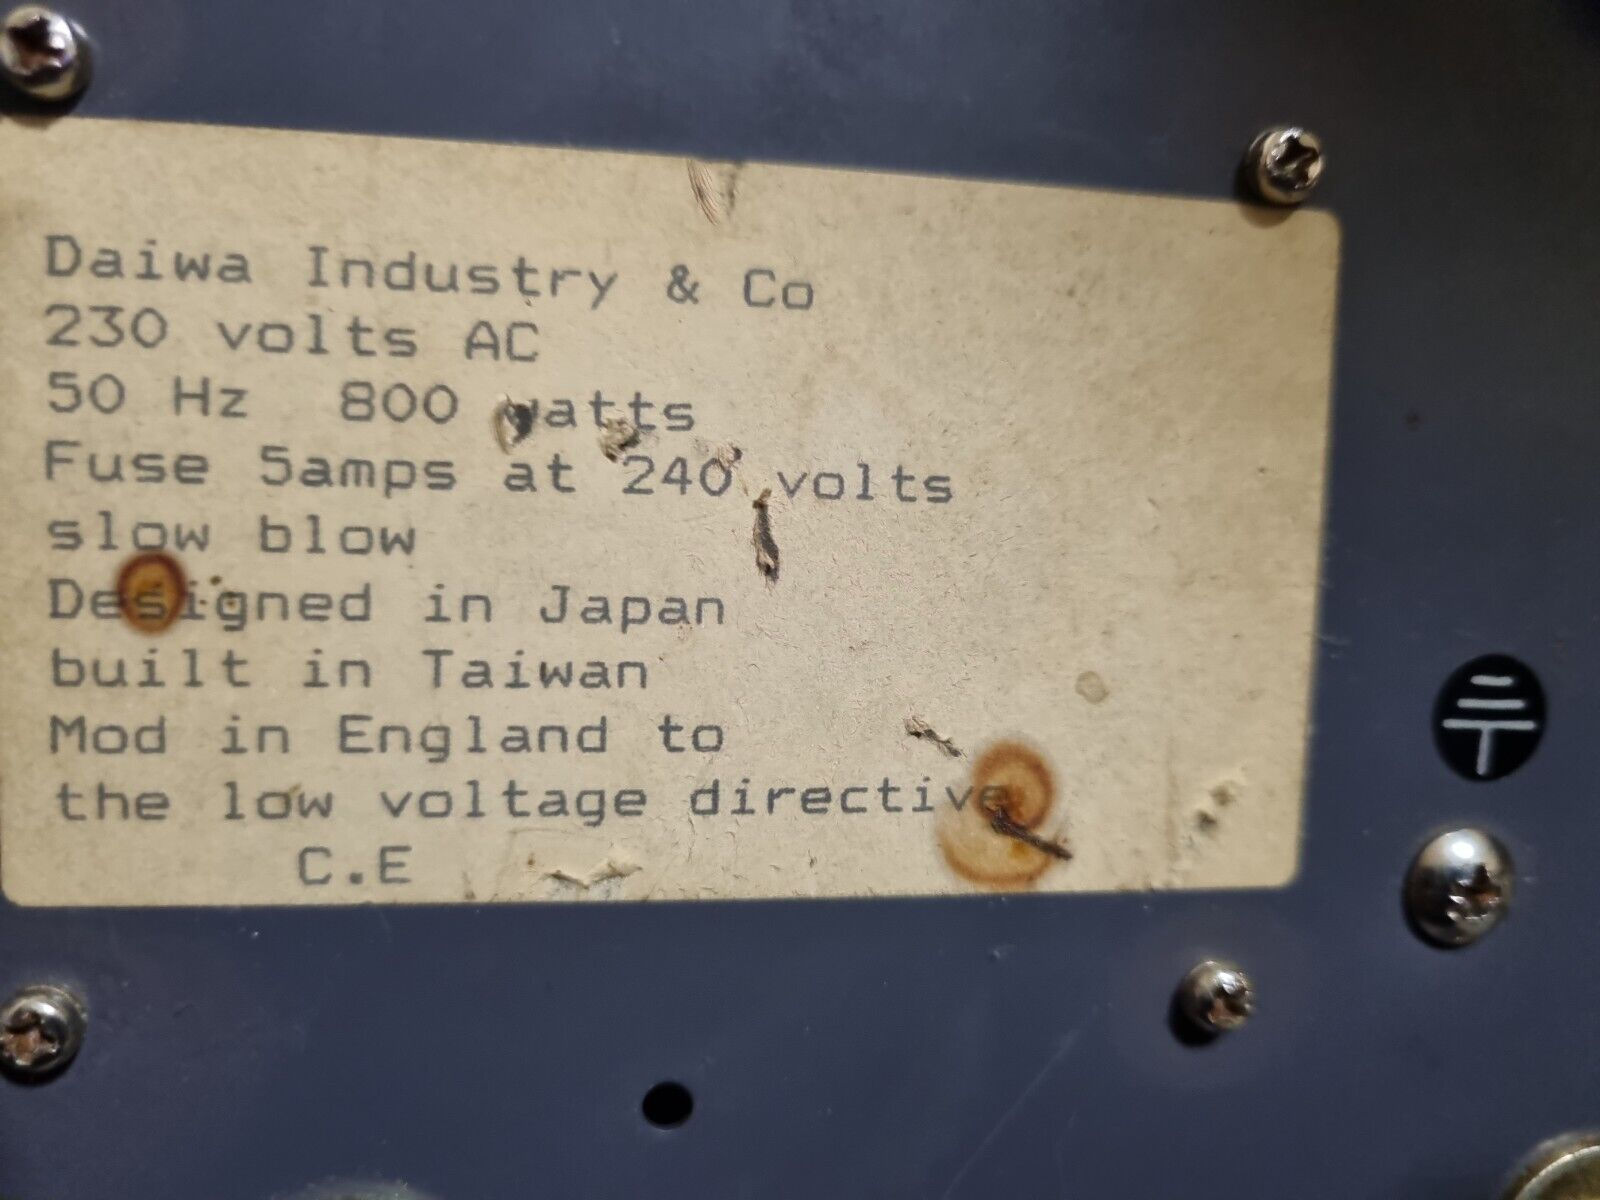 Daiwa Industry & Co
230 volts AC
50 Hz 800 watts
Fuse 5amps at 240 volts
slow blow
Designed in Japan
built in Taiwan
Mod in England to
the low voltage directive
C.E